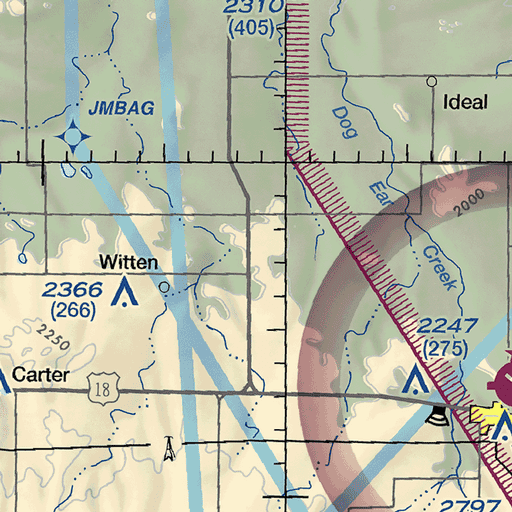 2310
(405)
Ideal
JMBAG
Dog
Ear
Creek
2000
Witten
2366
(266)
2250
2247
(275)
Carter
18
2797